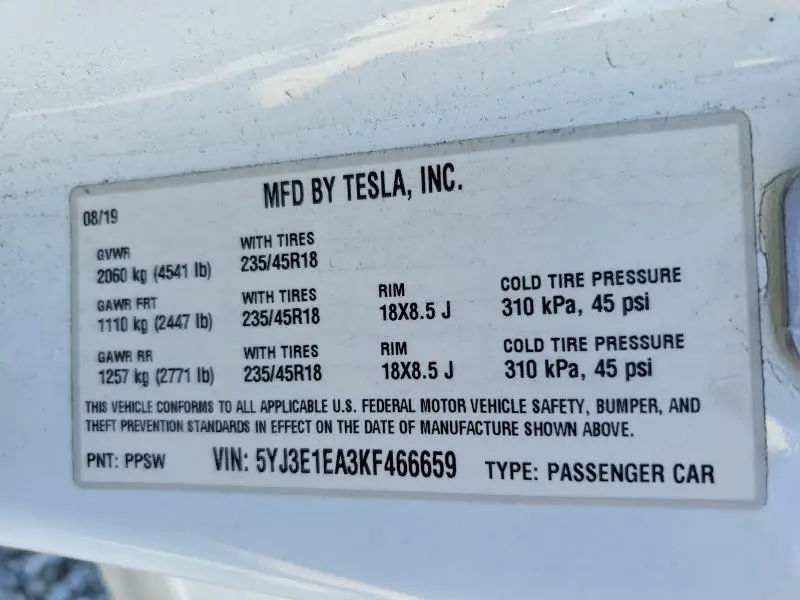 MFD BY TESLA, INC.
08/19
GVWR WITH TIRES
2060 kg (4541 lb) 235/45R18
GAWR FRT WITH TIRES RIM COLD TIRE PRESSURE
1110 kg (2447 lb) 235/45R18 18X8.5 J 310 kPa, 45 psi
GAWR RR WITH TIRES RIM COLD TIRE PRESSURE
1257 kg (2771 lb) 235/45R18 18X8.5 J 310 kPa, 45 psi
THIS VEHICLE CONFORMS TO ALL APPLICABLE U.S. FEDERAL MOTOR VEHICLE SAFETY, BUMPER, AND
THEFT PREVENTION STANDARDS IN EFFECT ON THE DATE OF MANUFACTURE SHOWN ABOVE.
PNT: PPSW VIN: 5YJ3E1EA3KF466659 TYPE: PASSENGER CAR